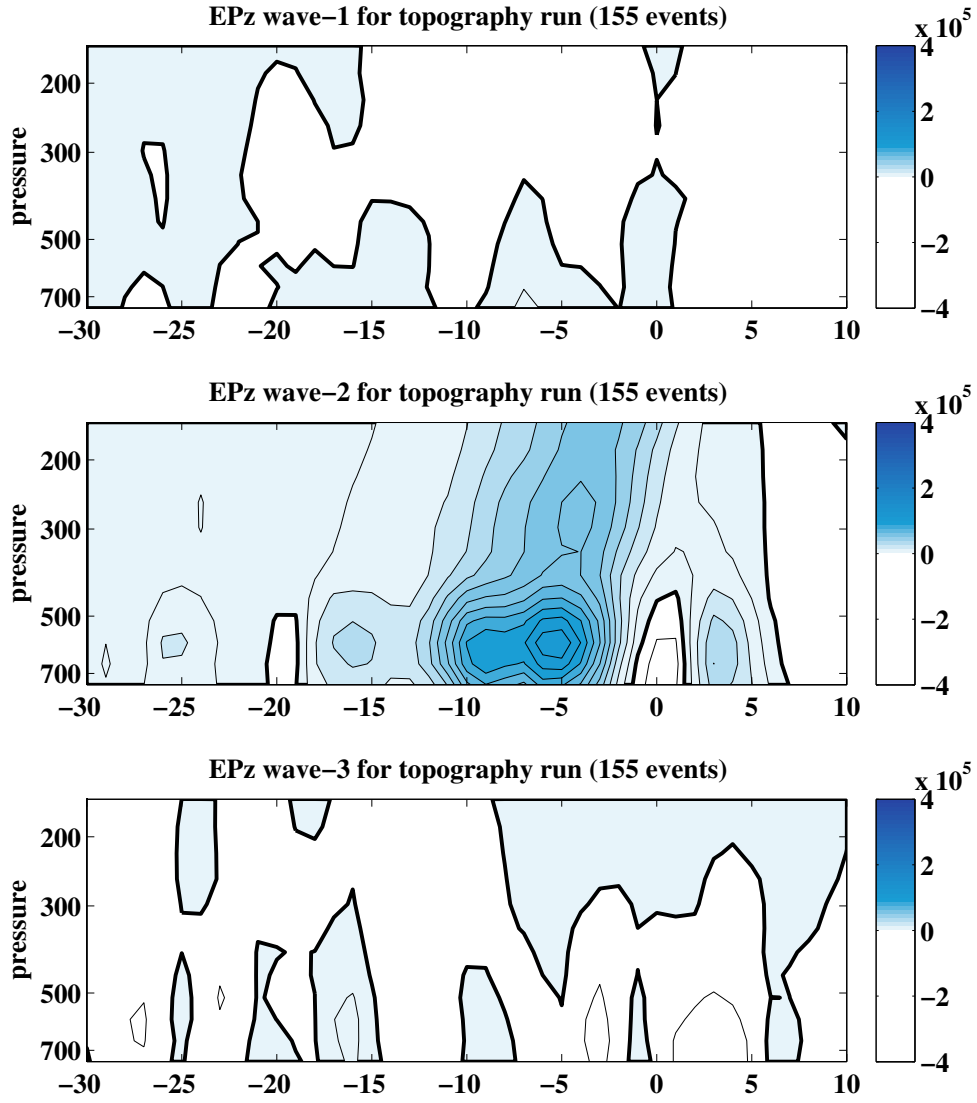 EPz wave−1 for topography run (155 events)
x 10^5
pressure
200
300
500
700
−30 −25 −20 −15 −10 −5 0 5 10
4
2
0
−2
−4
EPz wave−2 for topography run (155 events)
x 10^5
pressure
200
300
500
700
−30 −25 −20 −15 −10 −5 0 5 10
4
2
0
−2
−4
EPz wave−3 for topography run (155 events)
x 10^5
pressure
200
300
500
700
−30 −25 −20 −15 −10 −5 0 5 10
4
2
0
−2
−4